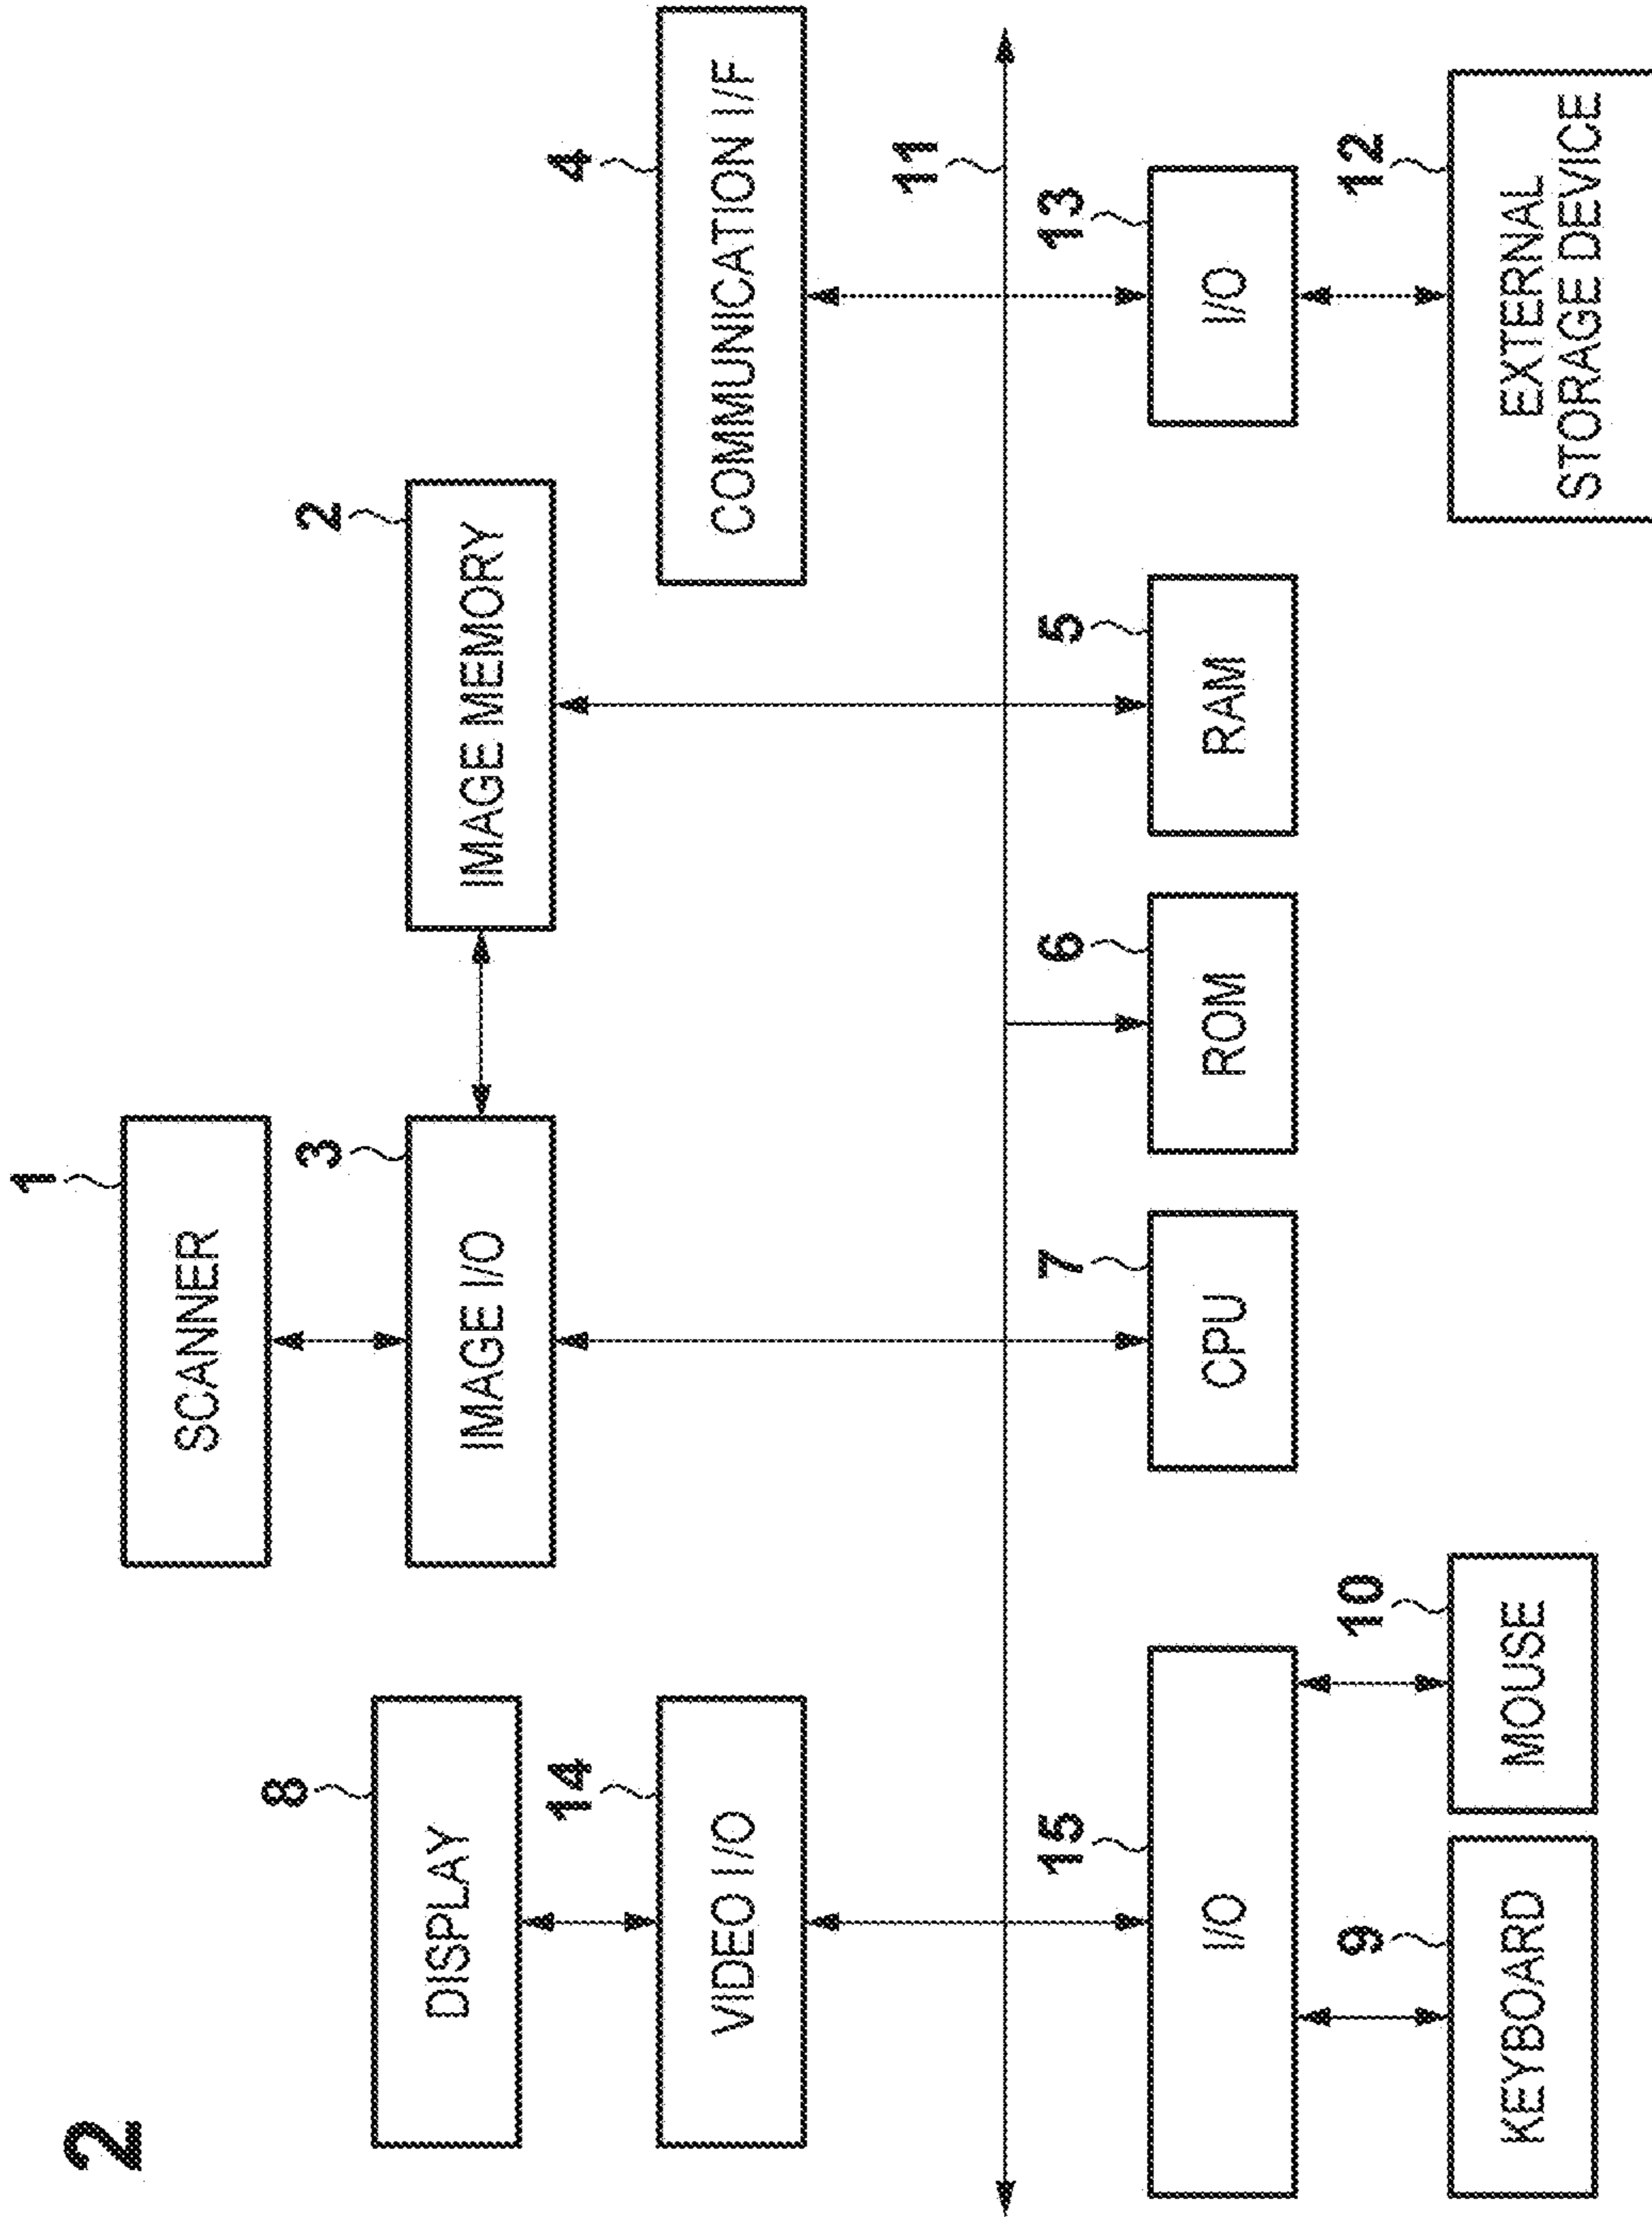 2
1
SCANNER
8
DISPLAY
3
IMAGE I/O
2
IMAGE MEMORY
14
VIDEO I/O
4
COMMUNICATION I/F
11
15
I/O
7
CPU
6
ROM
5
RAM
13
I/O
9
KEYBOARD
10
MOUSE
12
EXTERNAL
STORAGE DEVICE